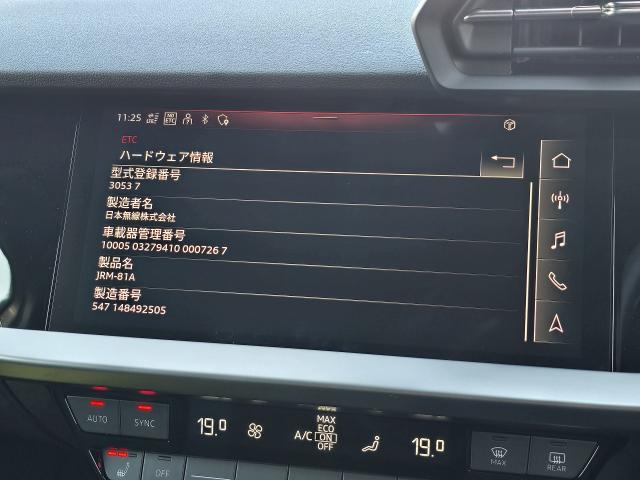 11:25
ND
ETC
ETC
ハードウェア情報
型式登録番号
3053 7
製造者名
日本無線株式会社
車載器管理番号
10005 03279410 000726 7
製品名
JRM-81A
製造番号
547 148492505
AUTO
SYNC
19.0
A/C
MAX
ECO
ON
OFF
19.0
MAX
REAR
OFF